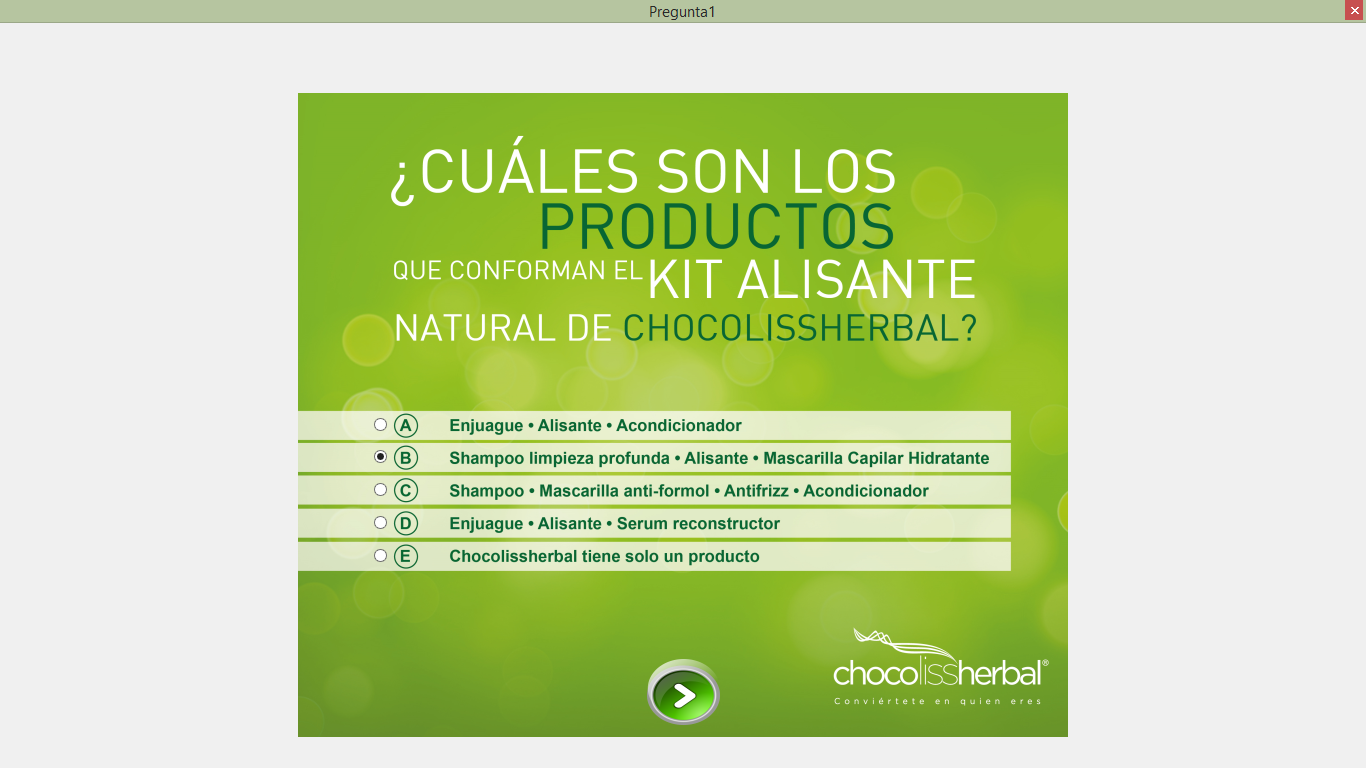 Pregunta1
¿CUÁLES SON LOS
PRODUCTOS
QUE CONFORMAN EL KIT ALISANTE
NATURAL DE CHOCOLISSHERBAL?
A Enjuague • Alisante • Acondicionador
B Shampoo limpieza profunda • Alisante • Mascarilla Capilar Hidratante
C Shampoo • Mascarilla anti-formol • Antifrizz • Acondicionador
D Enjuague • Alisante • Serum reconstructor
E Chocolissherbal tiene solo un producto
chocolissherbal®
Conviértete en quien eres